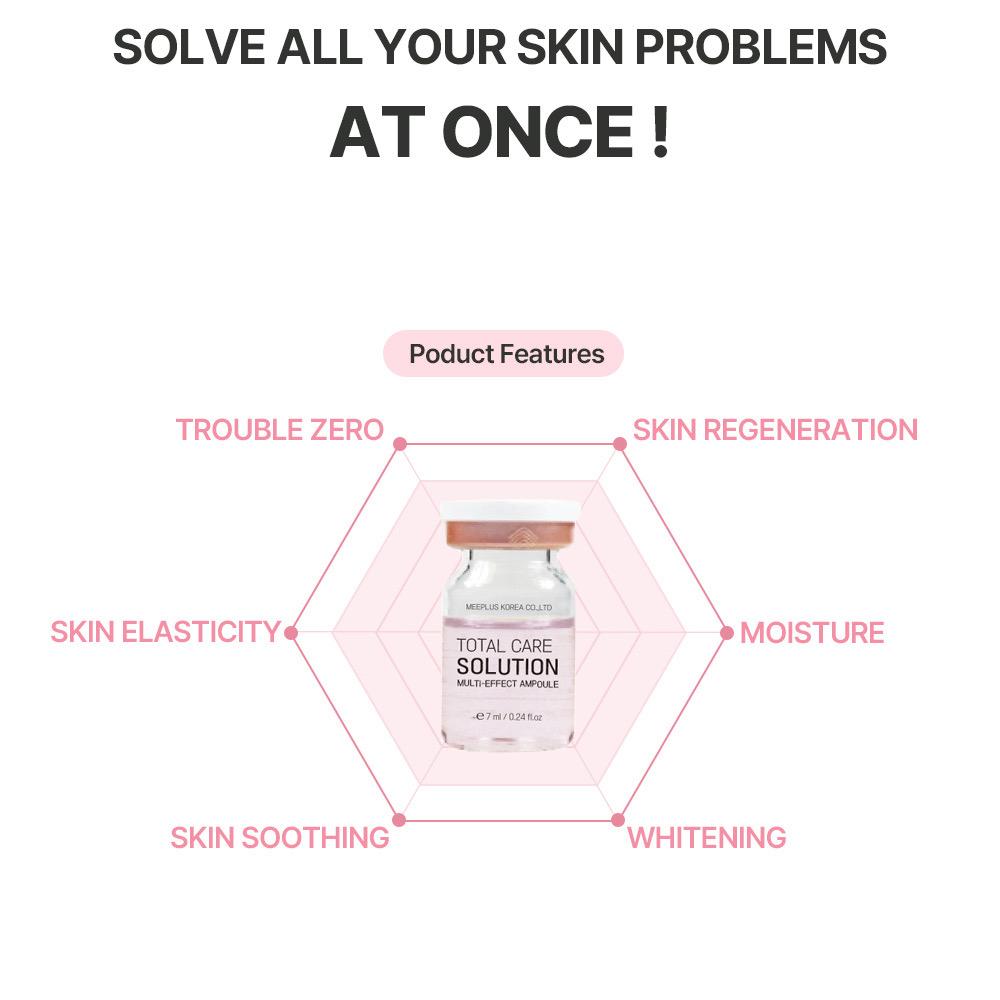 SOLVE ALL YOUR SKIN PROBLEMS
AT ONCE !
Poduct Features
TROUBLE ZERO
SKIN REGENERATION
MEEPLUS KOREA CO.,LTD
SKIN ELASTICITY
MOISTURE
TOTAL CARE
SOLUTION
MULTI-EFFECT AMPOULE
℮ 7 ml / 0.24 fl.oz
SKIN SOOTHING
WHITENING